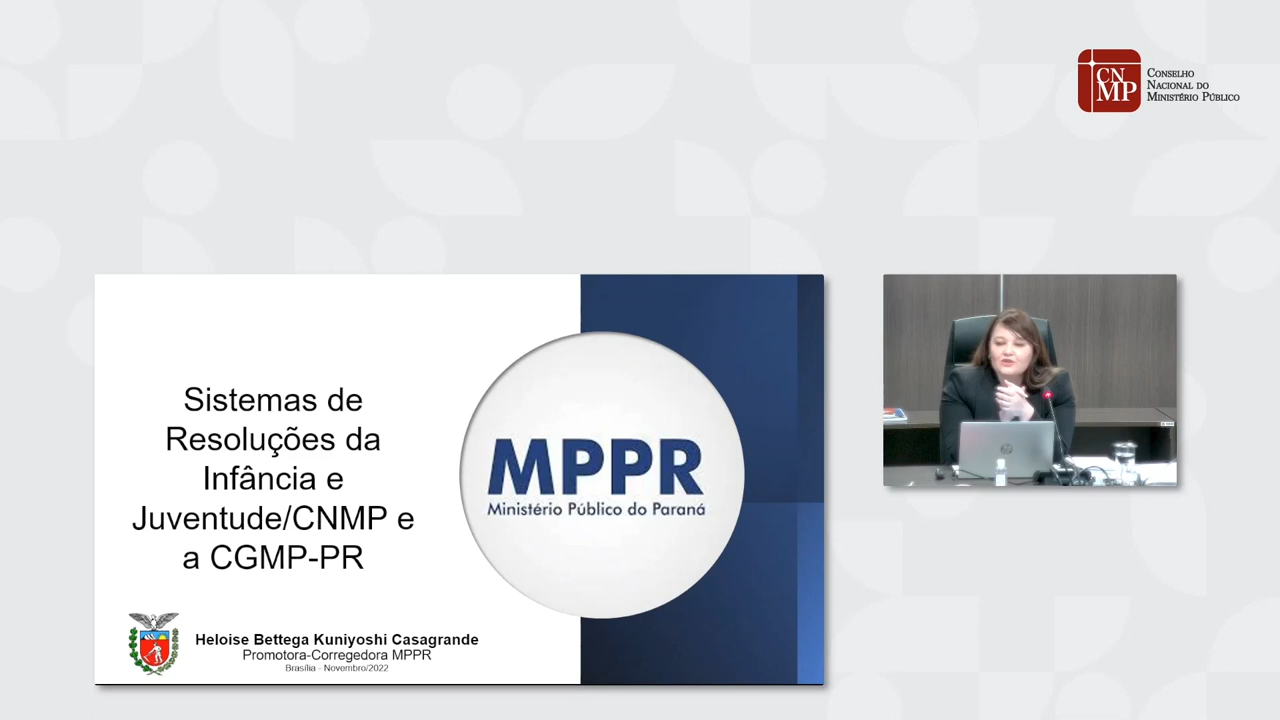 CN
MP
Conselho
Nacional do
Ministério Público
Sistemas de
Resoluções da
Infância e
Juventude/CNMP e
a CGMP-PR
MPPR
Ministério Público do Paraná
Heloise Bettega Kuniyoshi Casagrande
Promotora-Corregedora MPPR
Brasília - Novembro/2022